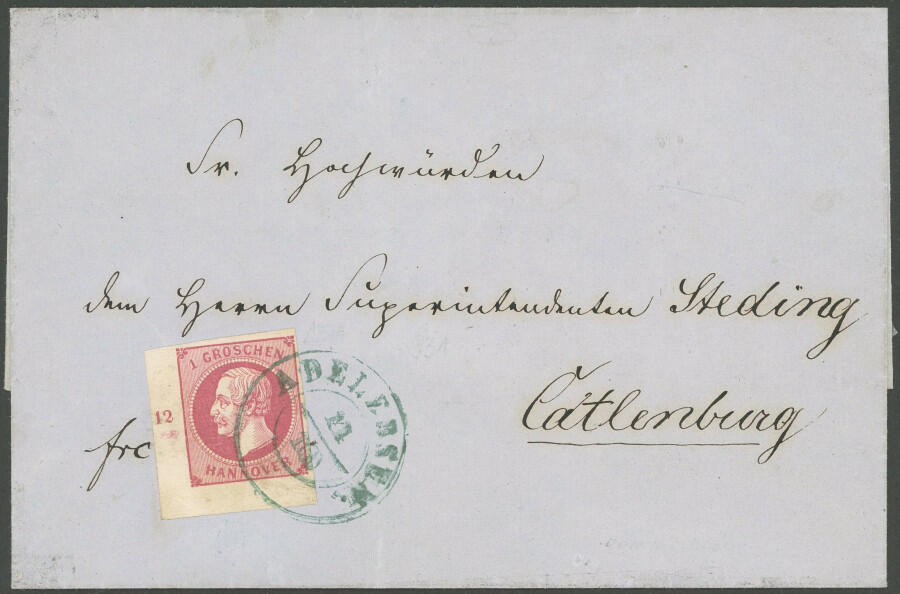 Sr. Hochwürden
dem Herrn Superintendenten Steding
Catlenburg
frc
1 GROSCHEN
12
HANNOVER
ADELEBSEN